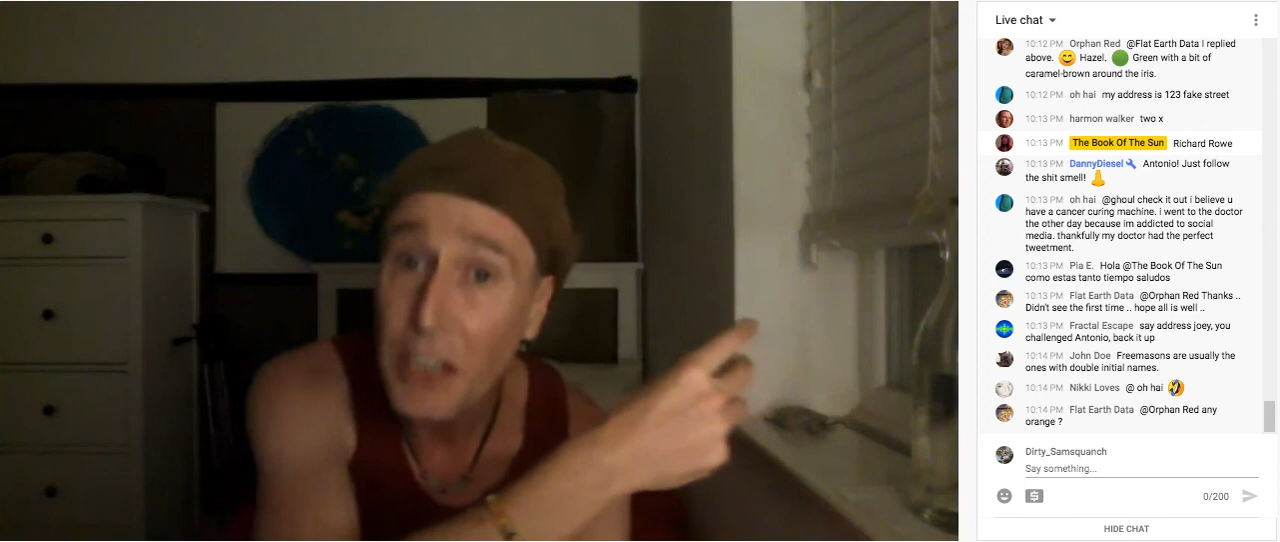 Live chat
10:12 PM Orphan Red @Flat Earth Data I replied
above. 😊 Hazel. 🟢 Green with a bit of
caramel-brown around the iris.
10:12 PM oh hai my address is 123 fake street
10:13 PM harmon walker two x
10:13 PM The Book Of The Sun Richard Rowe
10:13 PM DannyDiesel Antonio! Just follow
the shit smell! 👃
10:13 PM oh hai @ghoul check it out i believe u
have a cancer curing machine. i went to the doctor
the other day because im addicted to social
media. thankfully my doctor had the perfect
tweetment.
10:13 PM Pia E. Hola @The Book Of The Sun
como estas tanto tiempo saludos
10:13 PM Flat Earth Data @Orphan Red Thanks ..
Didn't see the first time .. hope all is well ..
10:13 PM Fractal Escape say address joey, you
challenged Antonio, back it up
10:14 PM John Doe Freemasons are usually the
ones with double initial names.
10:14 PM Nikki Loves @ oh hai 🤣
10:14 PM Flat Earth Data @Orphan Red any
orange ?
Dirty_Samsquanch
Say something...
0/200
HIDE CHAT